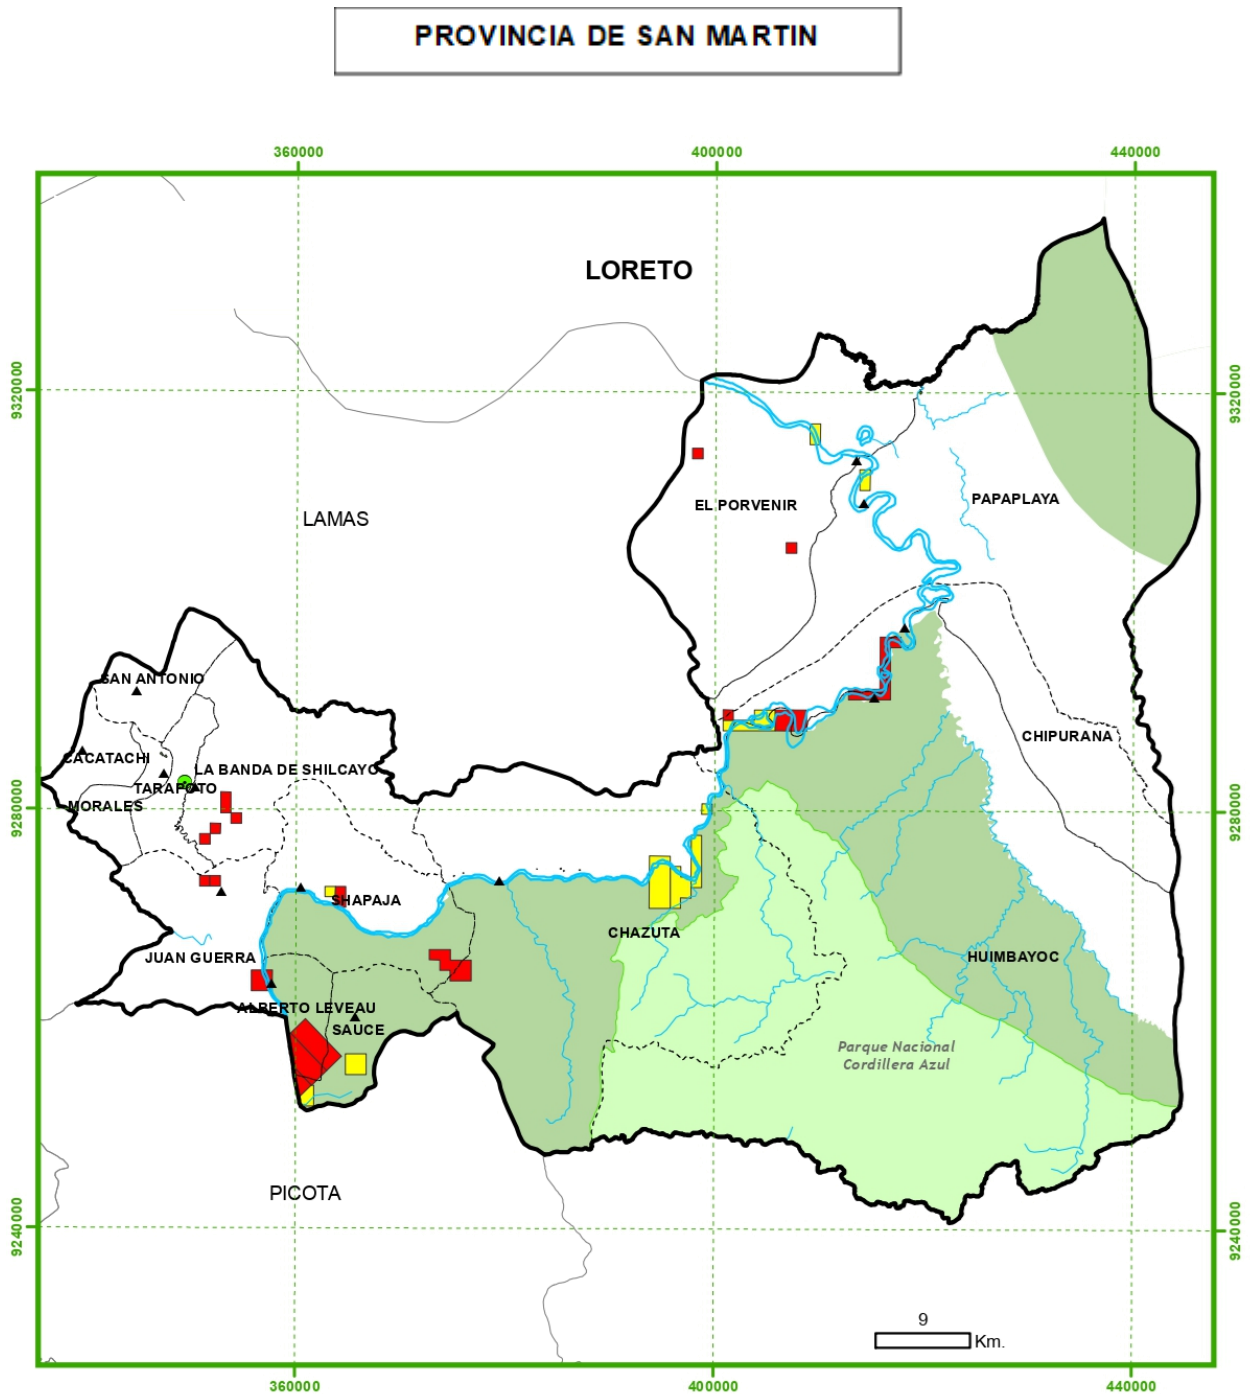 PROVINCIA DE SAN MARTIN
360000
400000
440000
LORETO
9320000
9320000
LAMAS
EL PORVENIR
PAPAPLAYA
SAN ANTONIO
CHIPURANA
CACATACHI
LA BANDA DE SHILCAYO
TARAPOTO
MORALES
9280000
9280000
SHAPAJA
CHAZUTA
JUAN GUERRA
HUIMBAYOC
ALBERTO LEVEAU
SAUCE
Parque Nacional
Cordillera Azul
PICOTA
9240000
9240000
9
Km.
360000
400000
440000